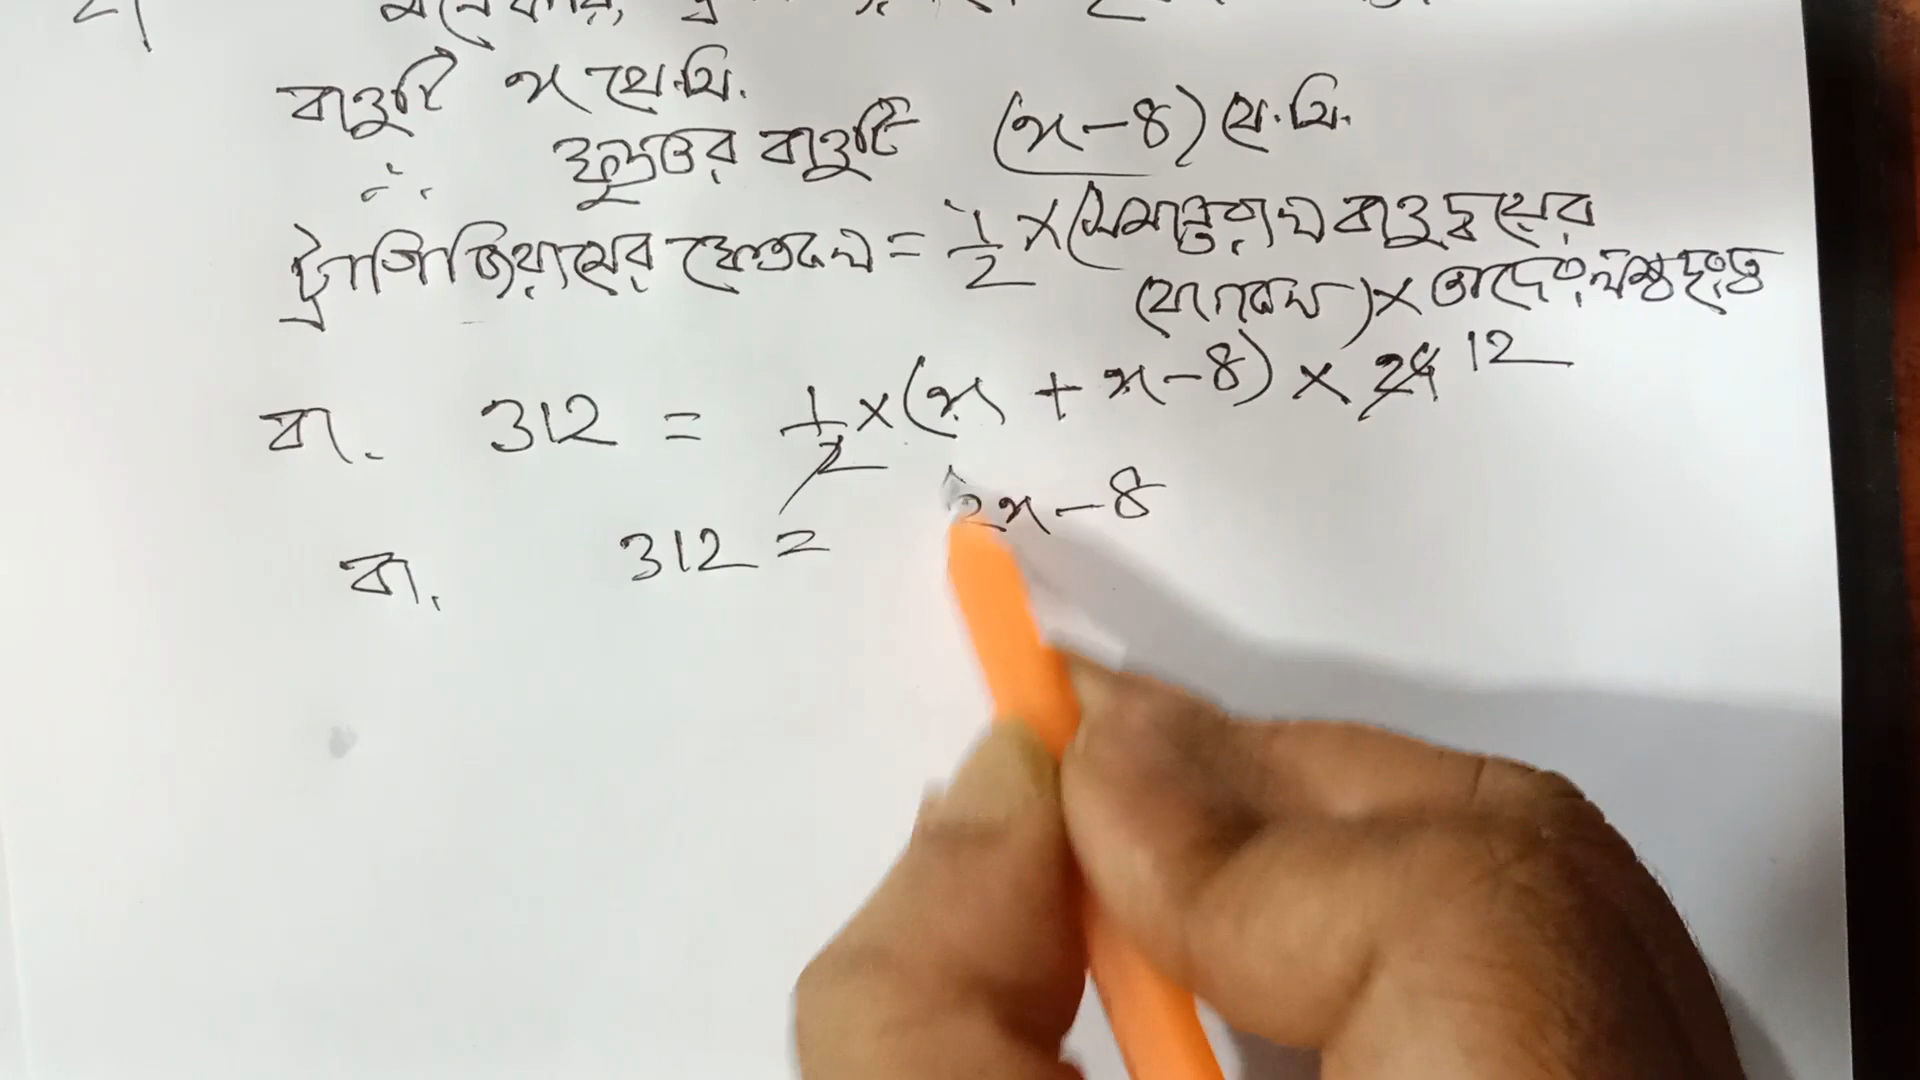 বাহুটি x সে.মি.
∴ ক্ষুদ্রতর বাহুটি (x-8) সে.মি.
ট্রাপিজিয়ামের ক্ষেত্রফল = 1/2 × (সমান্তরাল বাহুদ্বয়ের
যোগফল) × তাদের লম্ব দূরত্ব
বা. 312 = 1/2 × (x + x-8) × 24 12
বা. 312 = 2x-8